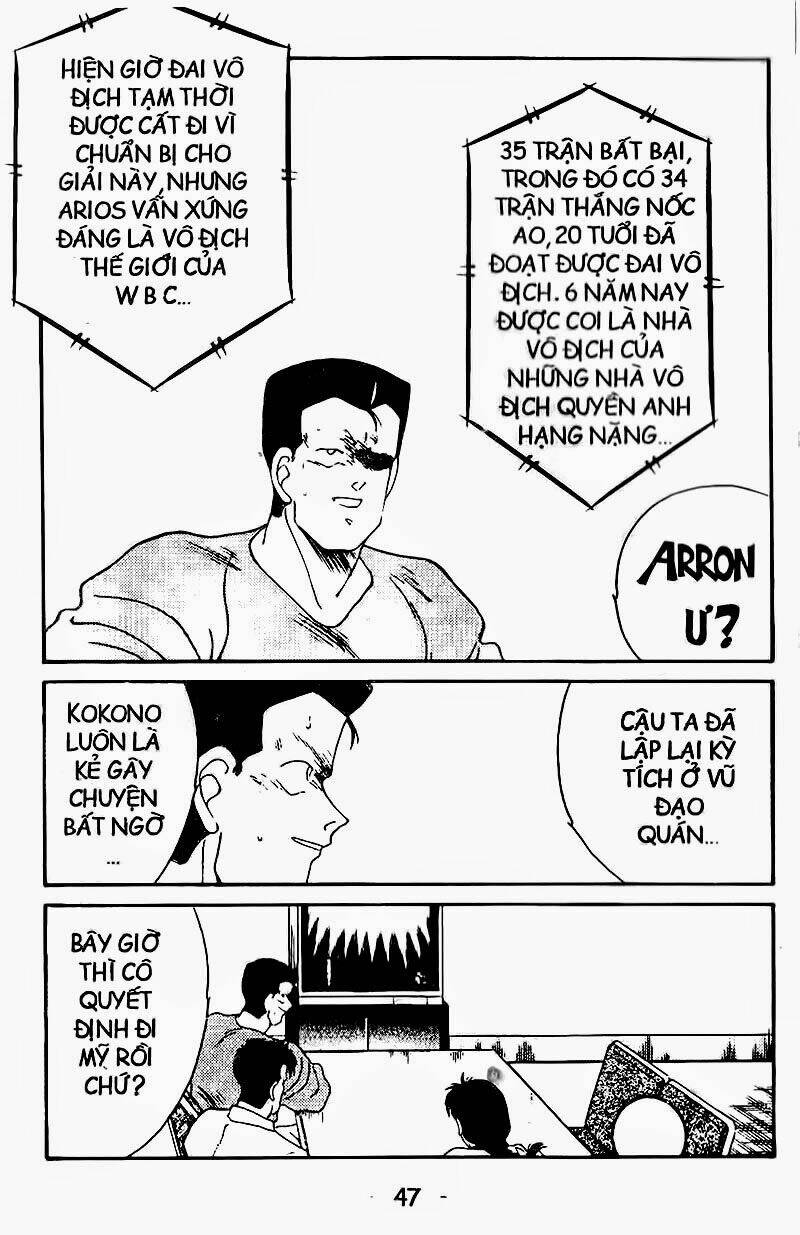 35 TRẬN BẤT BẠI,
TRONG ĐÓ CÓ 34
TRẬN THẮNG NỐC
AO, 20 TUỔI ĐÃ
ĐOẠT ĐƯỢC ĐAI VÔ
ĐỊCH. 6 NĂM NAY
ĐƯỢC COI LÀ NHÀ
VÔ ĐỊCH CỦA
NHỮNG NHÀ VÔ
ĐỊCH QUYỀN ANH
HẠNG NẶNG...
HIỆN GIỜ ĐAI VÔ
ĐỊCH TẠM THỜI
ĐƯỢC CẤT ĐI VÌ
CHUẨN BỊ CHO
GIẢI NÀY, NHƯNG
ARIOS VẪN XỨNG
ĐÁNG LÀ VÔ ĐỊCH
THẾ GIỚI CỦA
W B C...
ARRON
Ư?
CẬU TA ĐÃ
LẬP LẠI KỲ
TÍCH Ở VŨ
ĐẠO
QUÁN...
KOKONO
LUÔN LÀ
KẺ GÂY
CHUYỆN
BẤT NGỜ
...
BÂY GIỜ
THÌ CÔ
QUYẾT
ĐỊNH ĐI
MỸ RỒI
CHỨ?
- 47 -